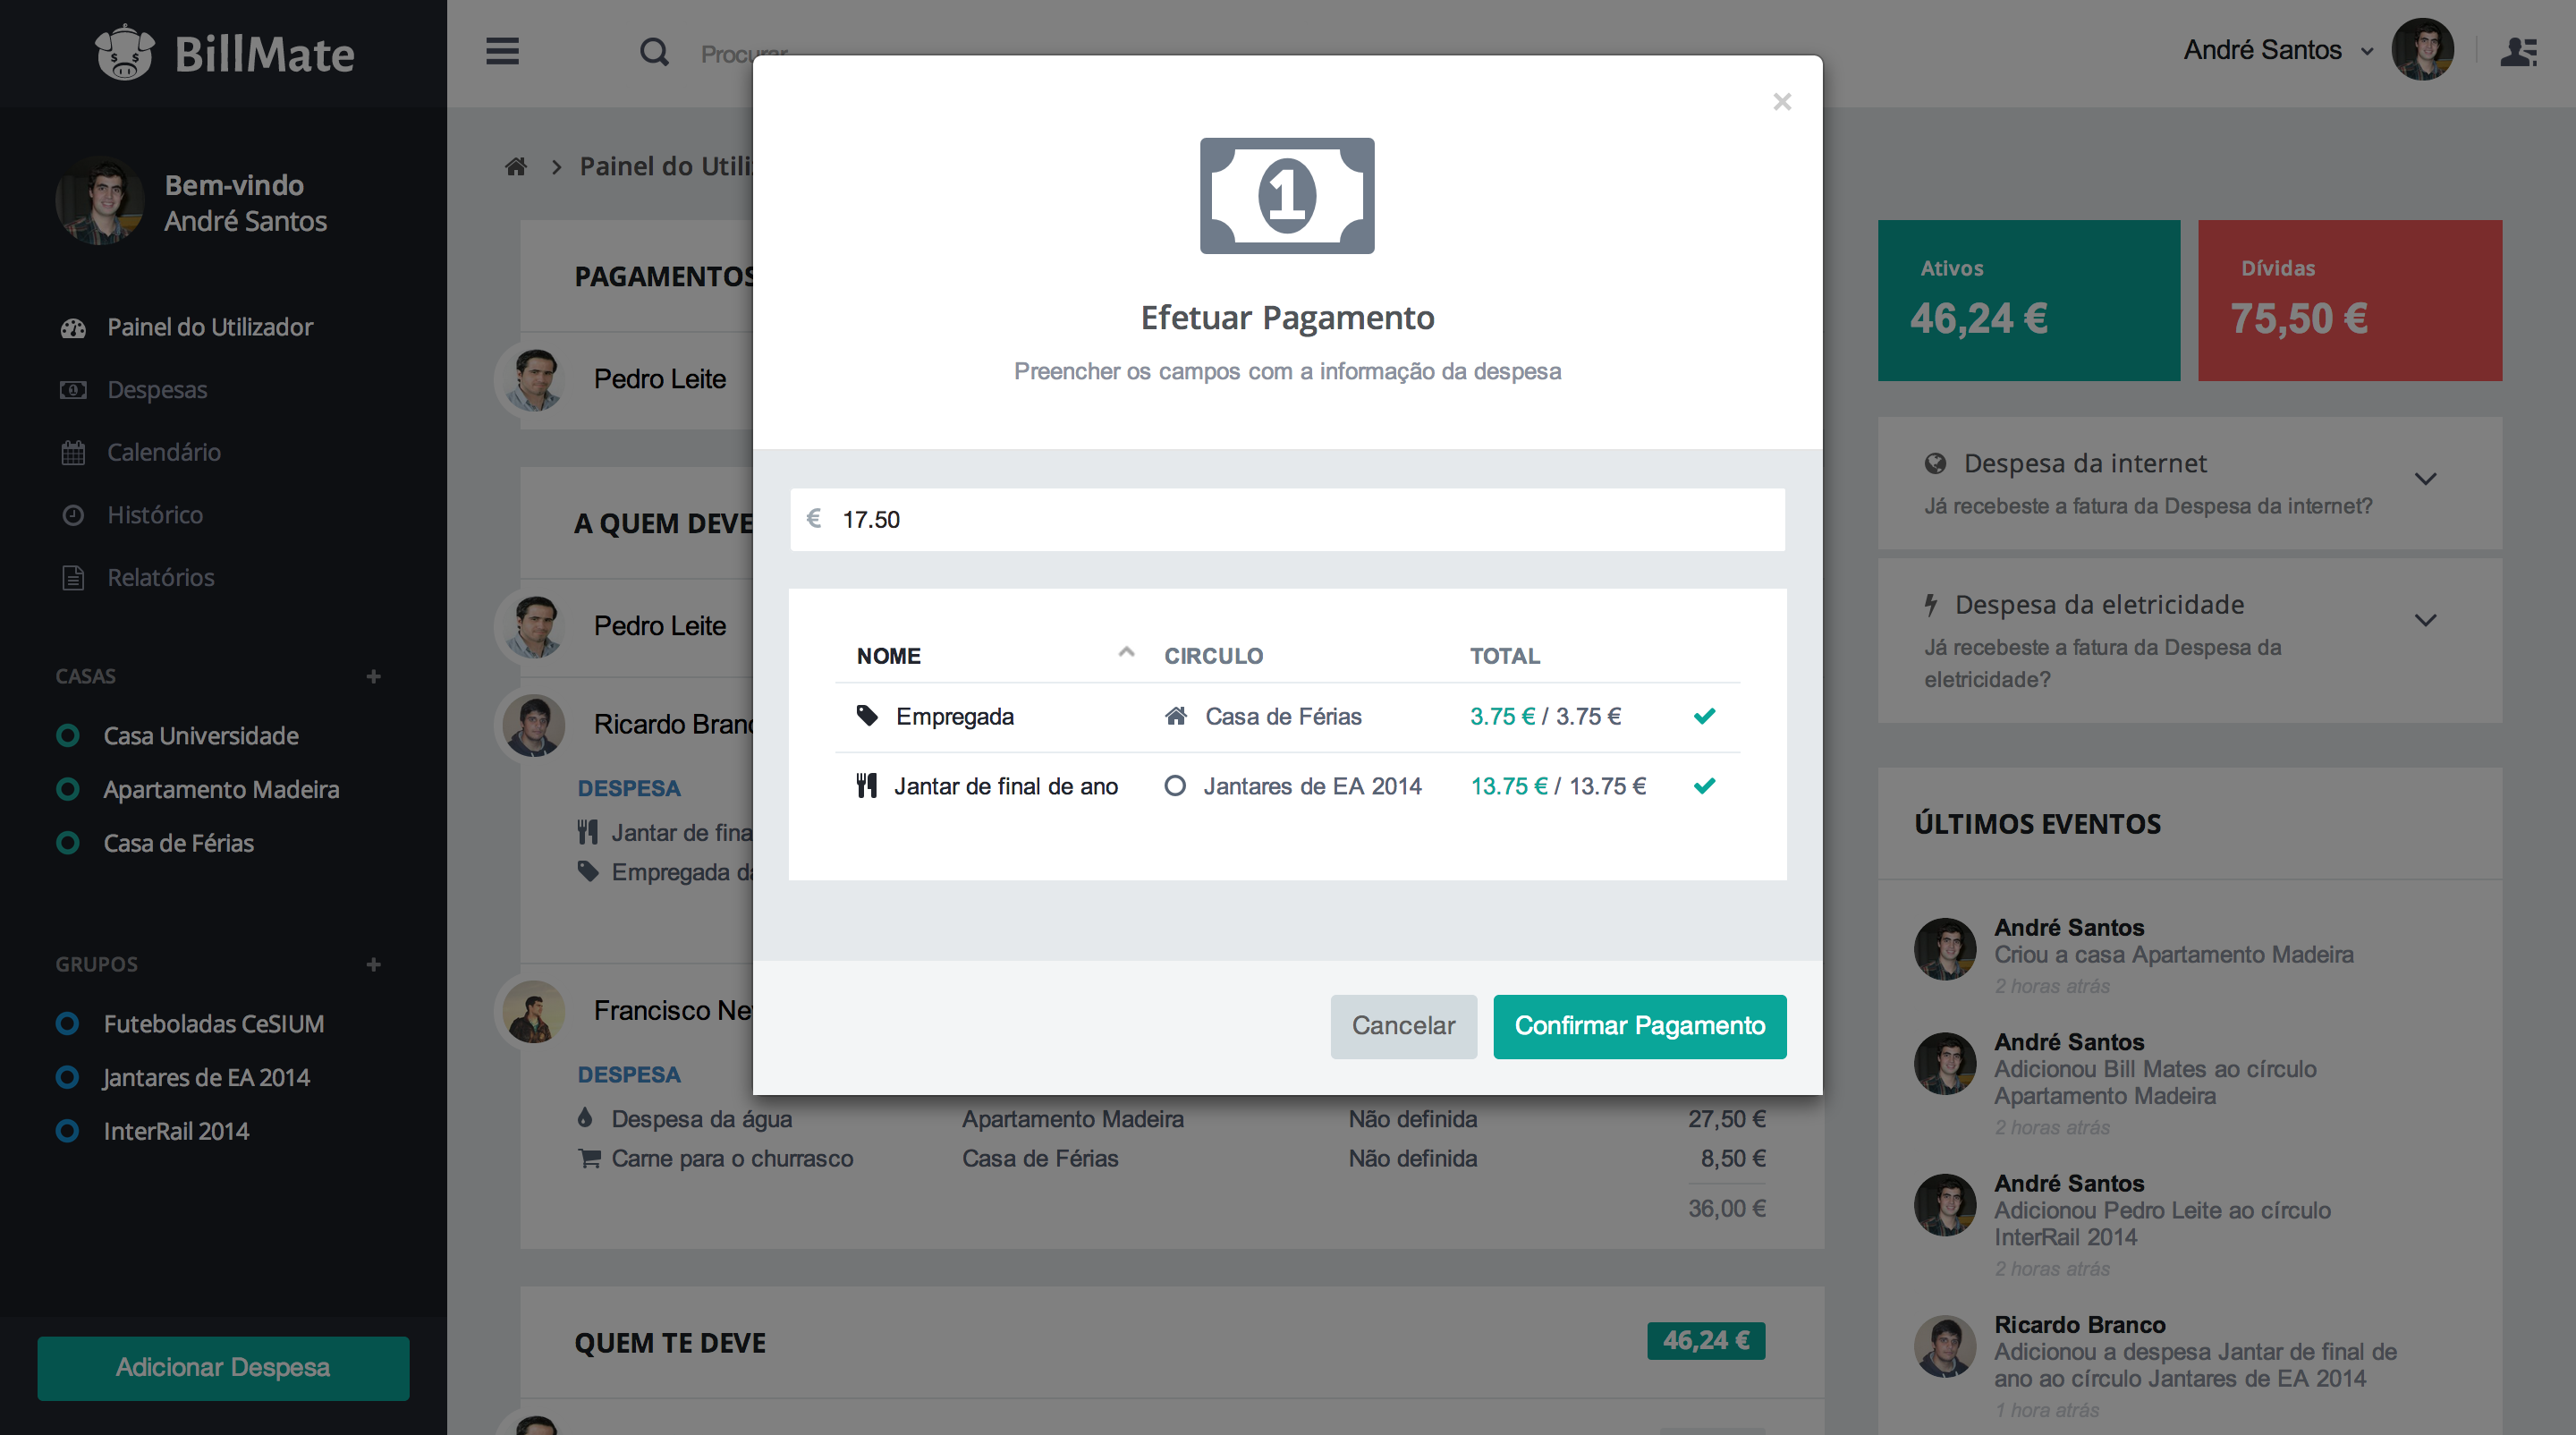 BillMate
Bem-vindo
André Santos
Painel do Utilizador
Despesas
Calendário
Histórico
Relatórios
CASAS
Casa Universidade
Apartamento Madeira
Casa de Férias
GRUPOS
Futeboladas CeSIUM
Jantares de EA 2014
InterRail 2014
Adicionar Despesa
André Santos
Painel do
PAGAMENTOS
Pedro Leite
A QUEM DEVE
Pedro Leite
Ricardo
DESPESA
Jantar de
Empregada
Francisco
DESPESA
Despesa da água Apartamento Madeira Não definida 27,50 €
Carne para o churrasco Casa de Férias Não definida 8,50 €
36,00 €
QUEM TE DEVE 46,24 €
×
1
Efetuar Pagamento
Preencher os campos com a informação da despesa
€ 17.50
NOME CIRCULO TOTAL
Empregada Casa de Férias 3.75 € / 3.75 €
Jantar de final de ano Jantares de EA 2014 13.75 € / 13.75 €
Cancelar Confirmar Pagamento
Ativos
46,24 €
Dívidas
75,50 €
Despesa da internet
Já recebeste a fatura da Despesa da internet?
Despesa da eletricidade
Já recebeste a fatura da Despesa da
eletricidade?
ÚLTIMOS EVENTOS
André Santos
Criou a casa Apartamento Madeira
2 horas atrás
André Santos
Adicionou Bill Mates ao círculo
Apartamento Madeira
2 horas atrás
André Santos
Adicionou Pedro Leite ao círculo
InterRail 2014
2 horas atrás
Ricardo Branco
Adicionou a despesa Jantar de final de
ano ao círculo Jantares de EA 2014
1 hora atrás